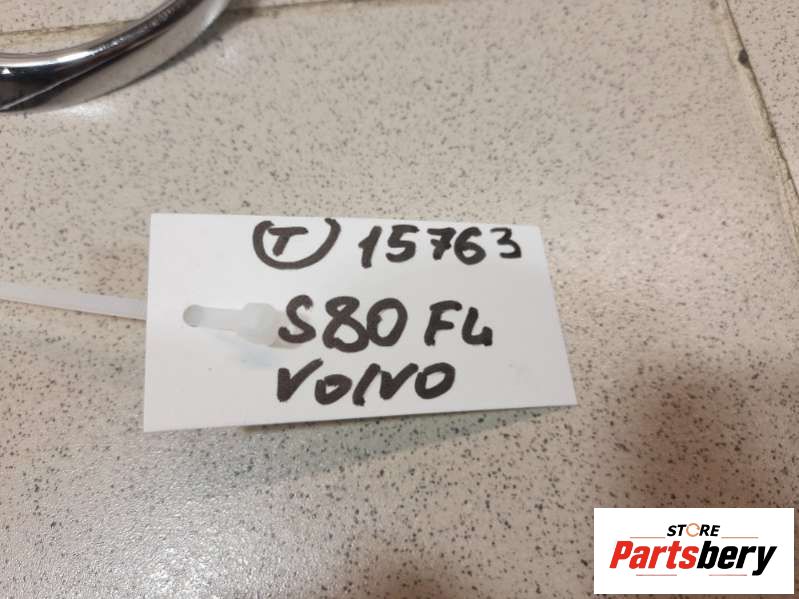 T 15763
S80 FL
VOLVO
STORE
Partsbery